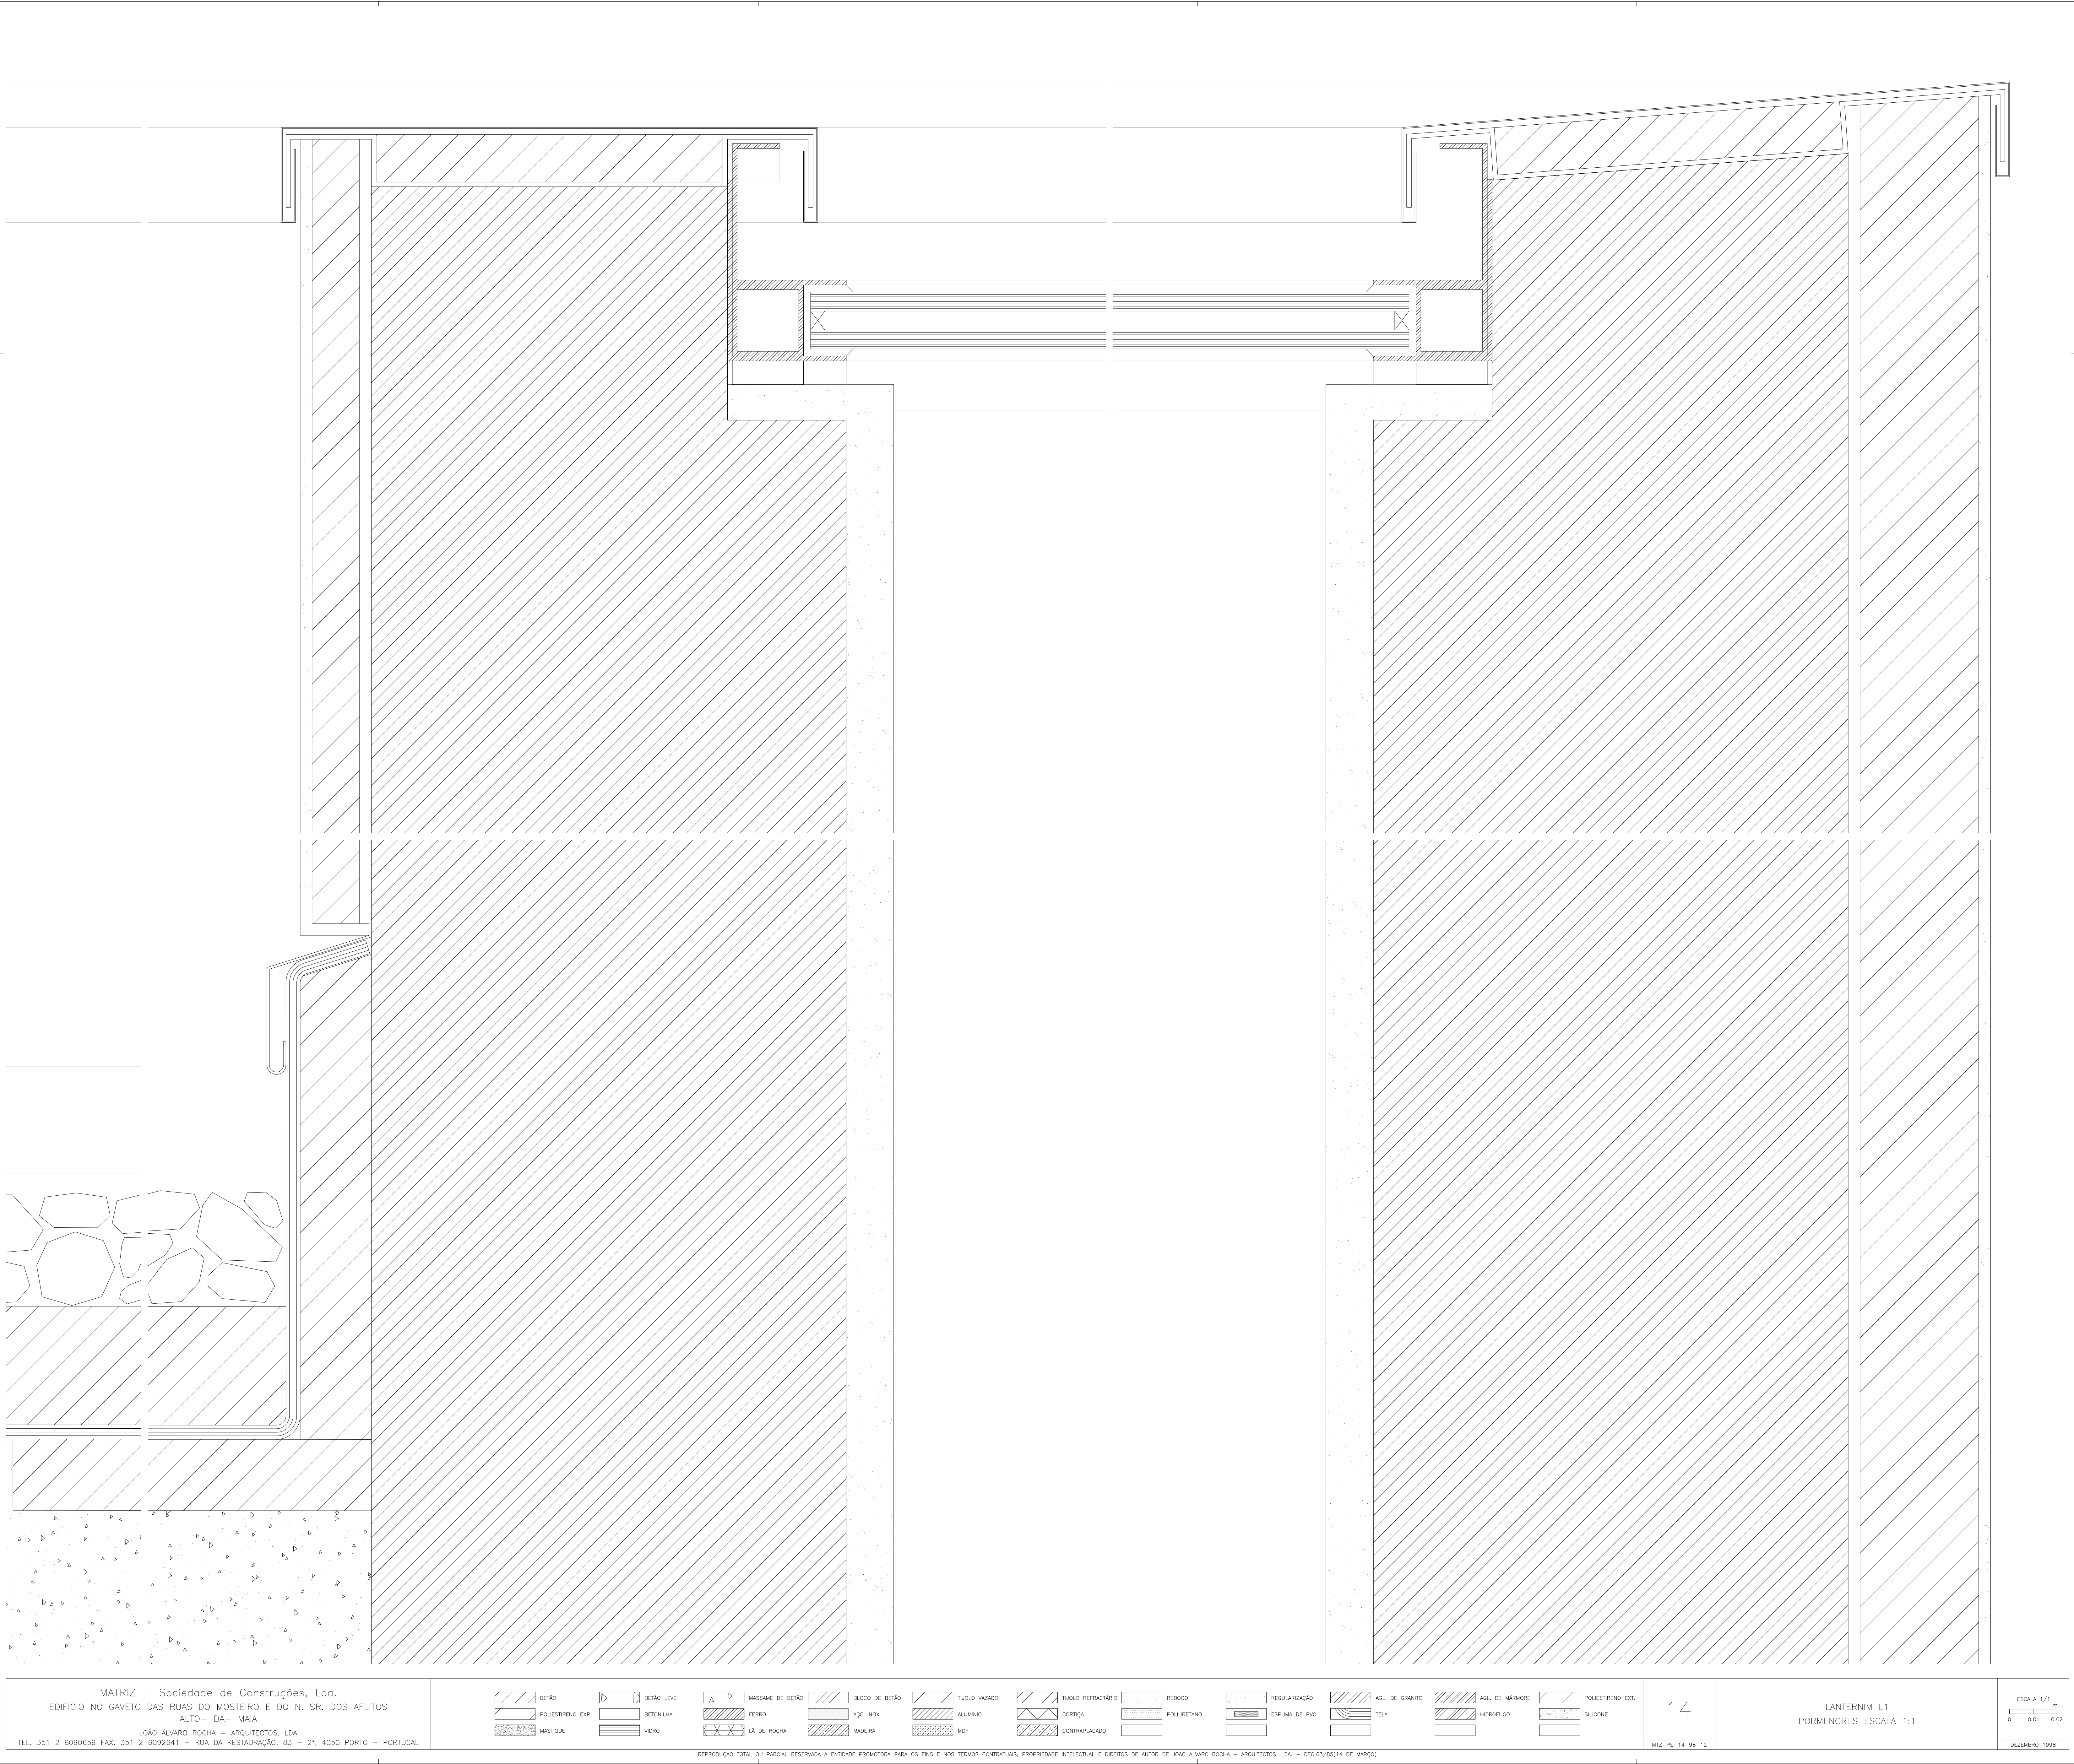 MATRIZ – Sociedade de Construções, Lda.
EDIFÍCIO NO GAVETO DAS RUAS DO MOSTEIRO E DO N. SR. DOS AFLITOS
ALTO– DA– MAIA
JOÃO ÁLVARO ROCHA – ARQUITECTOS, LDA
TEL. 351 2 6090659 FAX. 351 2 6092641 – RUA DA RESTAURAÇÃO, 83 – 2º, 4050 PORTO – PORTUGAL
BETÃO
BETÃO LEVE
MASSAME DE BETÃO
BLOCO DE BETÃO
TIJOLO VAZADO
TIJOLO REFRACTÁRIO
REBOCO
REGULARIZAÇÃO
AGL. DE GRANITO
AGL. DE MÁRMORE
POLIESTIRENO EXT.
POLIESTIRENO EXP.
BETONILHA
FERRO
AÇO INOX
ALUMINIO
CORTIÇA
POLIURETANO
ESPUMA DE PVC
TELA
HIDRÓFUGO
SILICONE
MASTIQUE
VIDRO
LÃ DE ROCHA
MADEIRA
MDF
CONTRAPLACADO
14
MTZ–PE–14–98–12
LANTERNIM L1
PORMENORES ESCALA 1:1
ESCALA 1/1
m
0 0.01 0.02
DEZEMBRO 1998
REPRODUÇÃO TOTAL OU PARCIAL RESERVADA À ENTIDADE PROMOTORA PARA OS FINS E NOS TERMOS CONTRATUAIS, PROPRIEDADE INTELECTUAL E DIREITOS DE AUTOR DE JOÃO ÁLVARO ROCHA – ARQUITECTOS, LDA. – DEC.63/85(14 DE MARÇO)